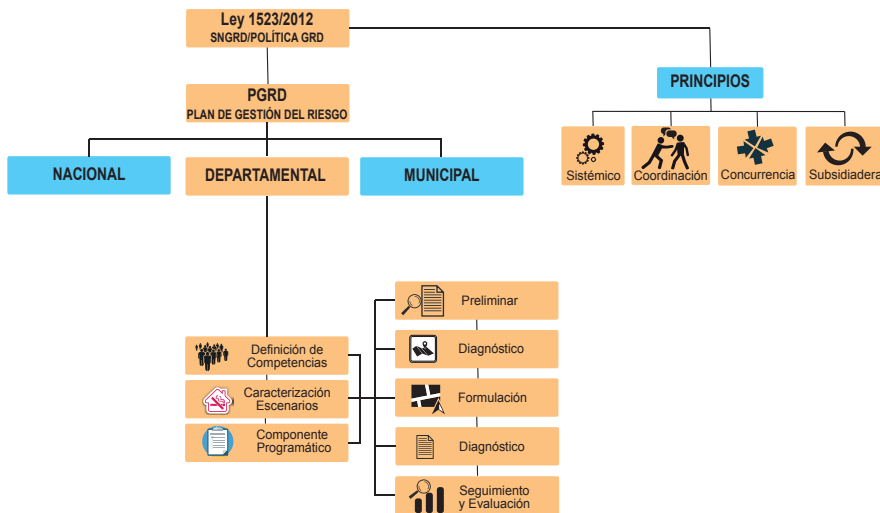 Ley 1523/2012
SNGRD/POLÍTICA GRD
PRINCIPIOS
PGRD
PLAN DE GESTIÓN DEL RIESGO
NACIONAL
DEPARTAMENTAL
MUNICIPAL
Sistémico
Coordinación
Concurrencia
Subsidiadera
Definición de
Competencias
Caracterización
Escenarios
Componente
Programático
Preliminar
Diagnóstico
Formulación
Diagnóstico
Seguimiento
y Evaluación